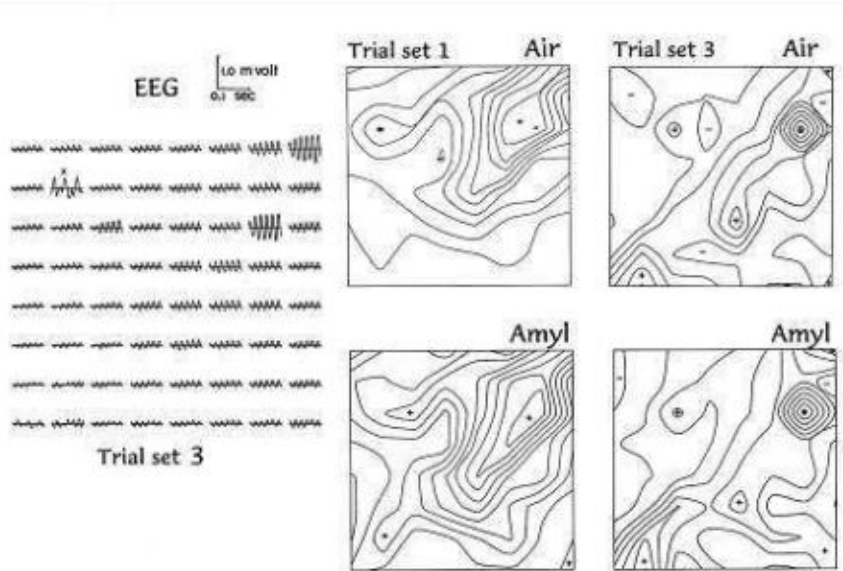 EEG
1.0 m volt
0.1 sec
x
Trial set 3
Trial set 1 Air
Trial set 3 Air
Amyl
Amyl